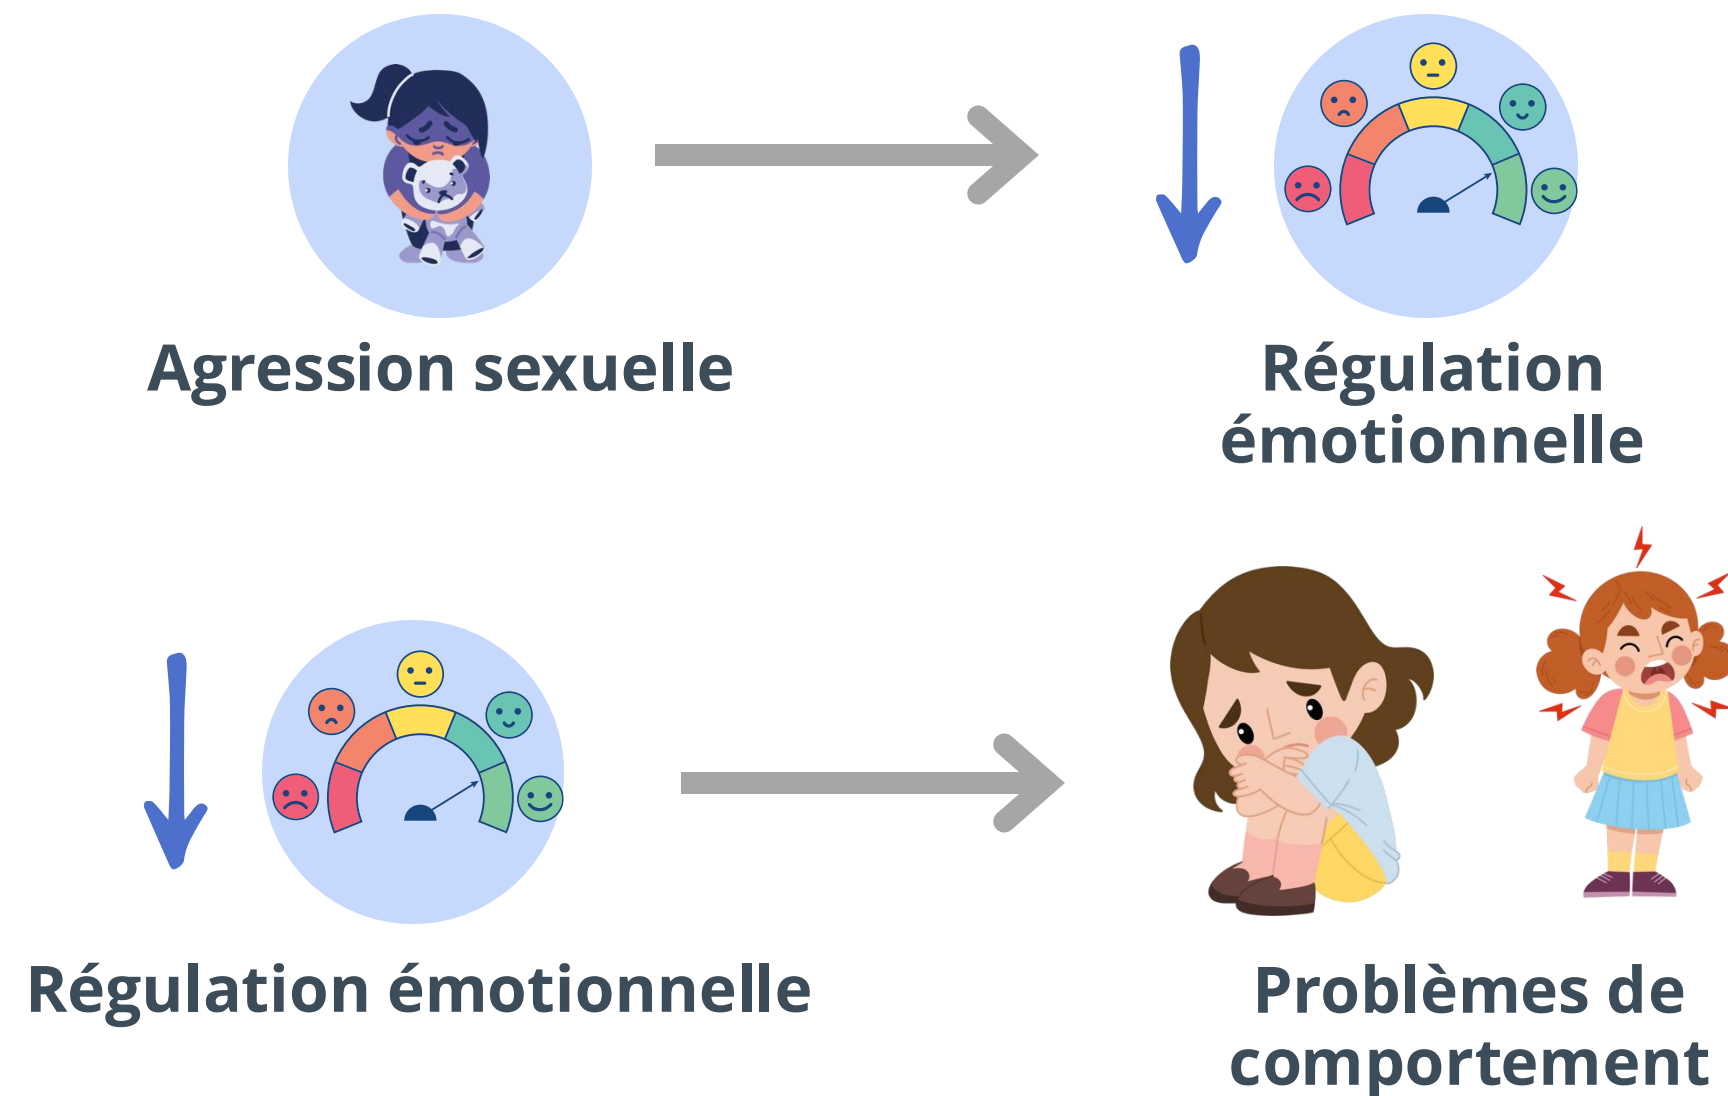 Agression sexuelle
Régulation
émotionnelle
Régulation émotionnelle
Problèmes de
comportement